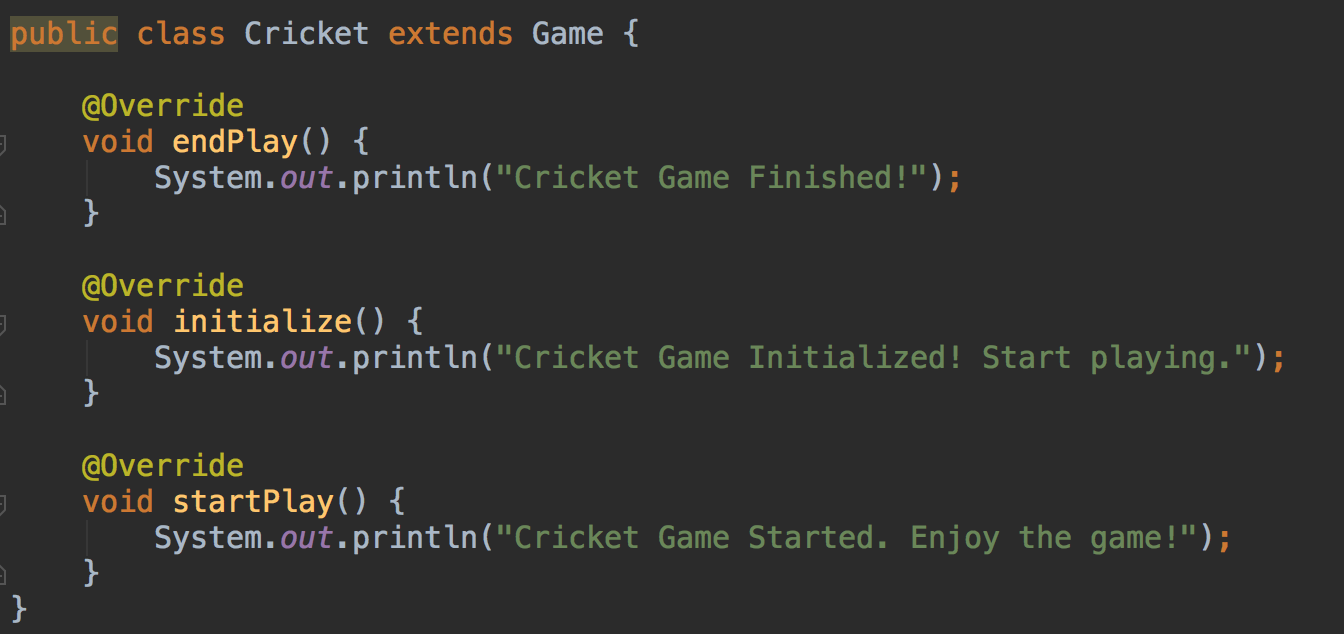 public class Cricket extends Game {
@Override
void endPlay() {
System.out.println("Cricket Game Finished!");
}
@Override
void initialize() {
System.out.println("Cricket Game Initialized! Start playing.");
}
@Override
void startPlay() {
System.out.println("Cricket Game Started. Enjoy the game!");
}
}